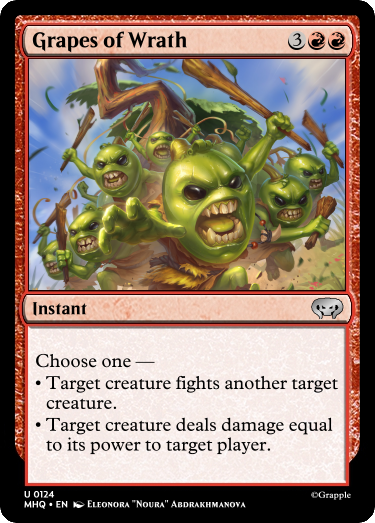 Grapes of Wrath 3
Instant
Choose one —
• Target creature fights another target
creature.
• Target creature deals damage equal
to its power to target player.
U 0124
MHQ • EN Eleonora "Noura" Abdrakhmanova
©Grapple